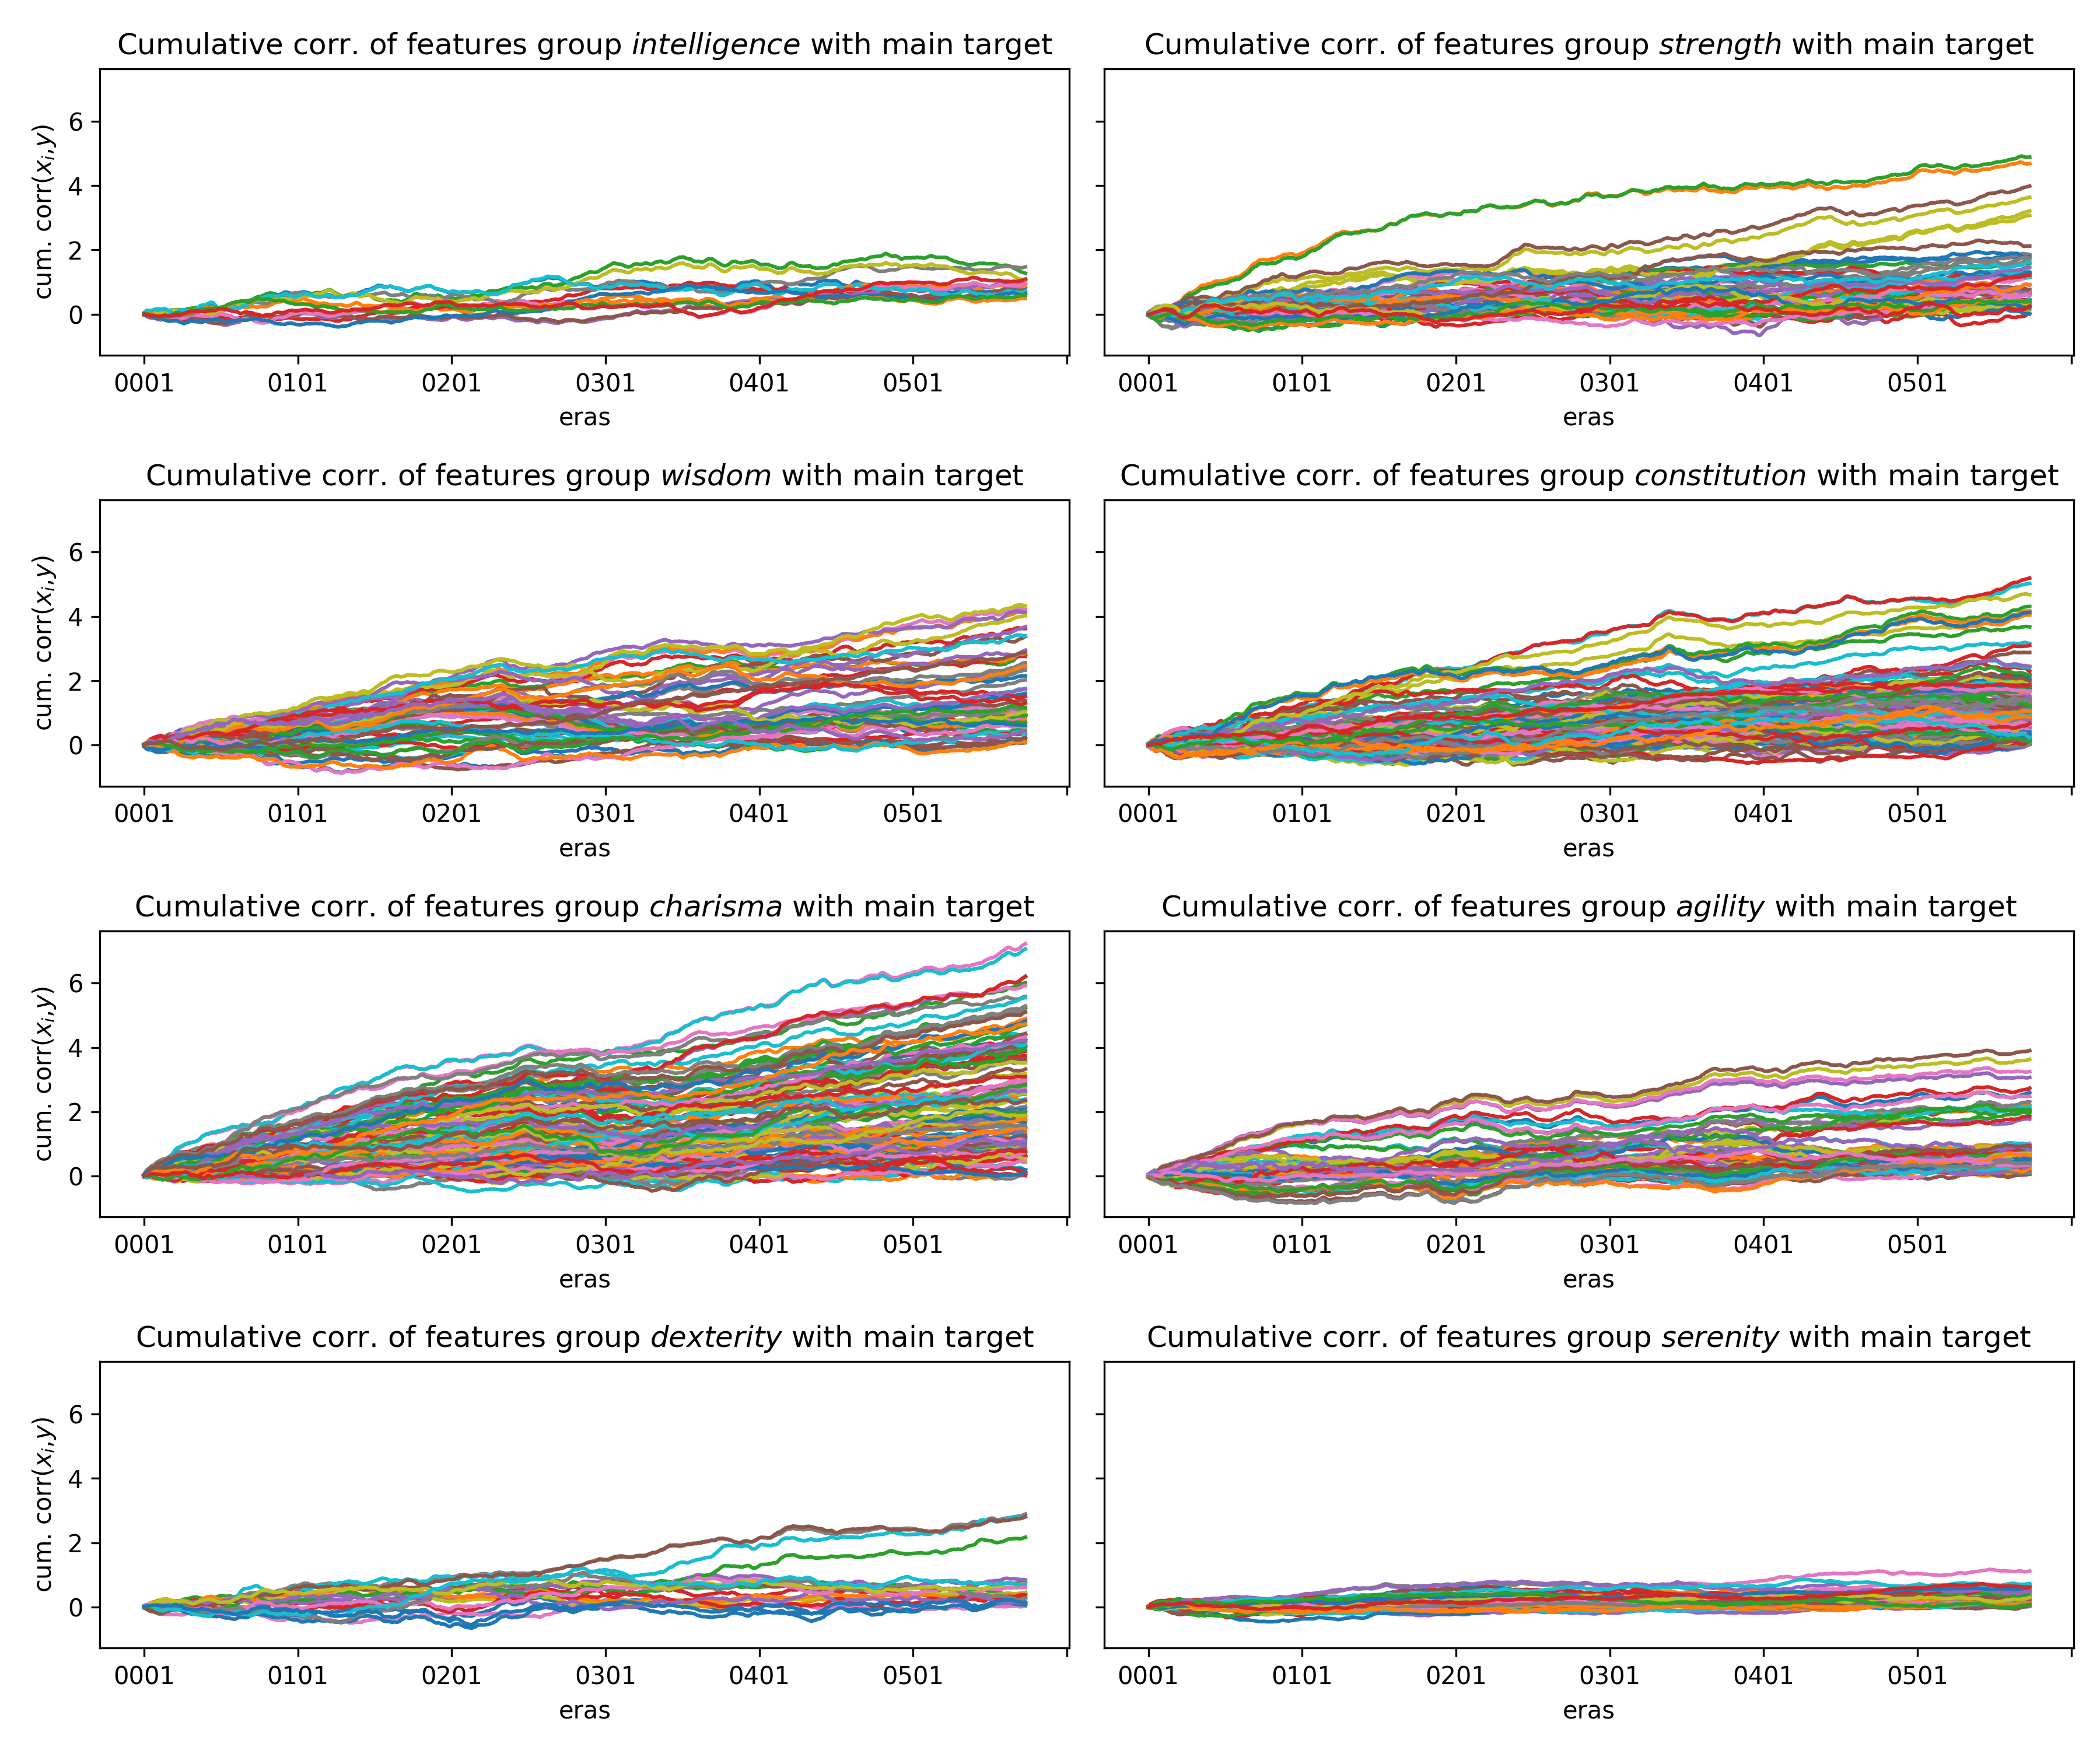 Cumulative corr. of features group intelligence with main target
Cumulative corr. of features group strength with main target
cum. corr(xᵢ,y)
6
4
2
0
0001 0101 0201 0301 0401 0501
eras
0001 0101 0201 0301 0401 0501
eras
Cumulative corr. of features group wisdom with main target
Cumulative corr. of features group constitution with main target
cum. corr(xᵢ,y)
6
4
2
0
0001 0101 0201 0301 0401 0501
eras
0001 0101 0201 0301 0401 0501
eras
Cumulative corr. of features group charisma with main target
Cumulative corr. of features group agility with main target
cum. corr(xᵢ,y)
6
4
2
0
0001 0101 0201 0301 0401 0501
eras
0001 0101 0201 0301 0401 0501
eras
Cumulative corr. of features group dexterity with main target
Cumulative corr. of features group serenity with main target
cum. corr(xᵢ,y)
6
4
2
0
0001 0101 0201 0301 0401 0501
eras
0001 0101 0201 0301 0401 0501
eras